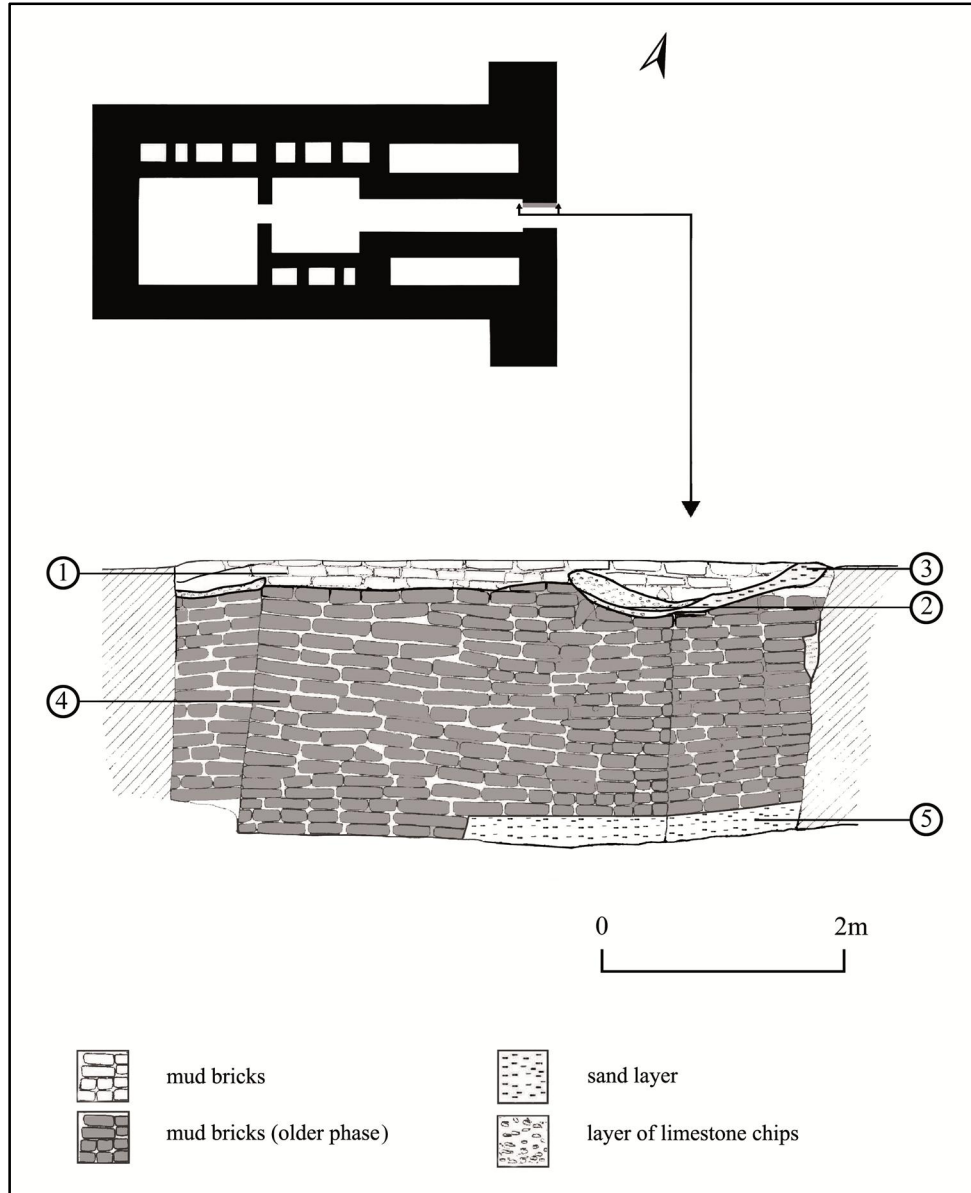 1
3
2
4
5
0 2m
mud bricks
sand layer
mud bricks (older phase)
layer of limestone chips